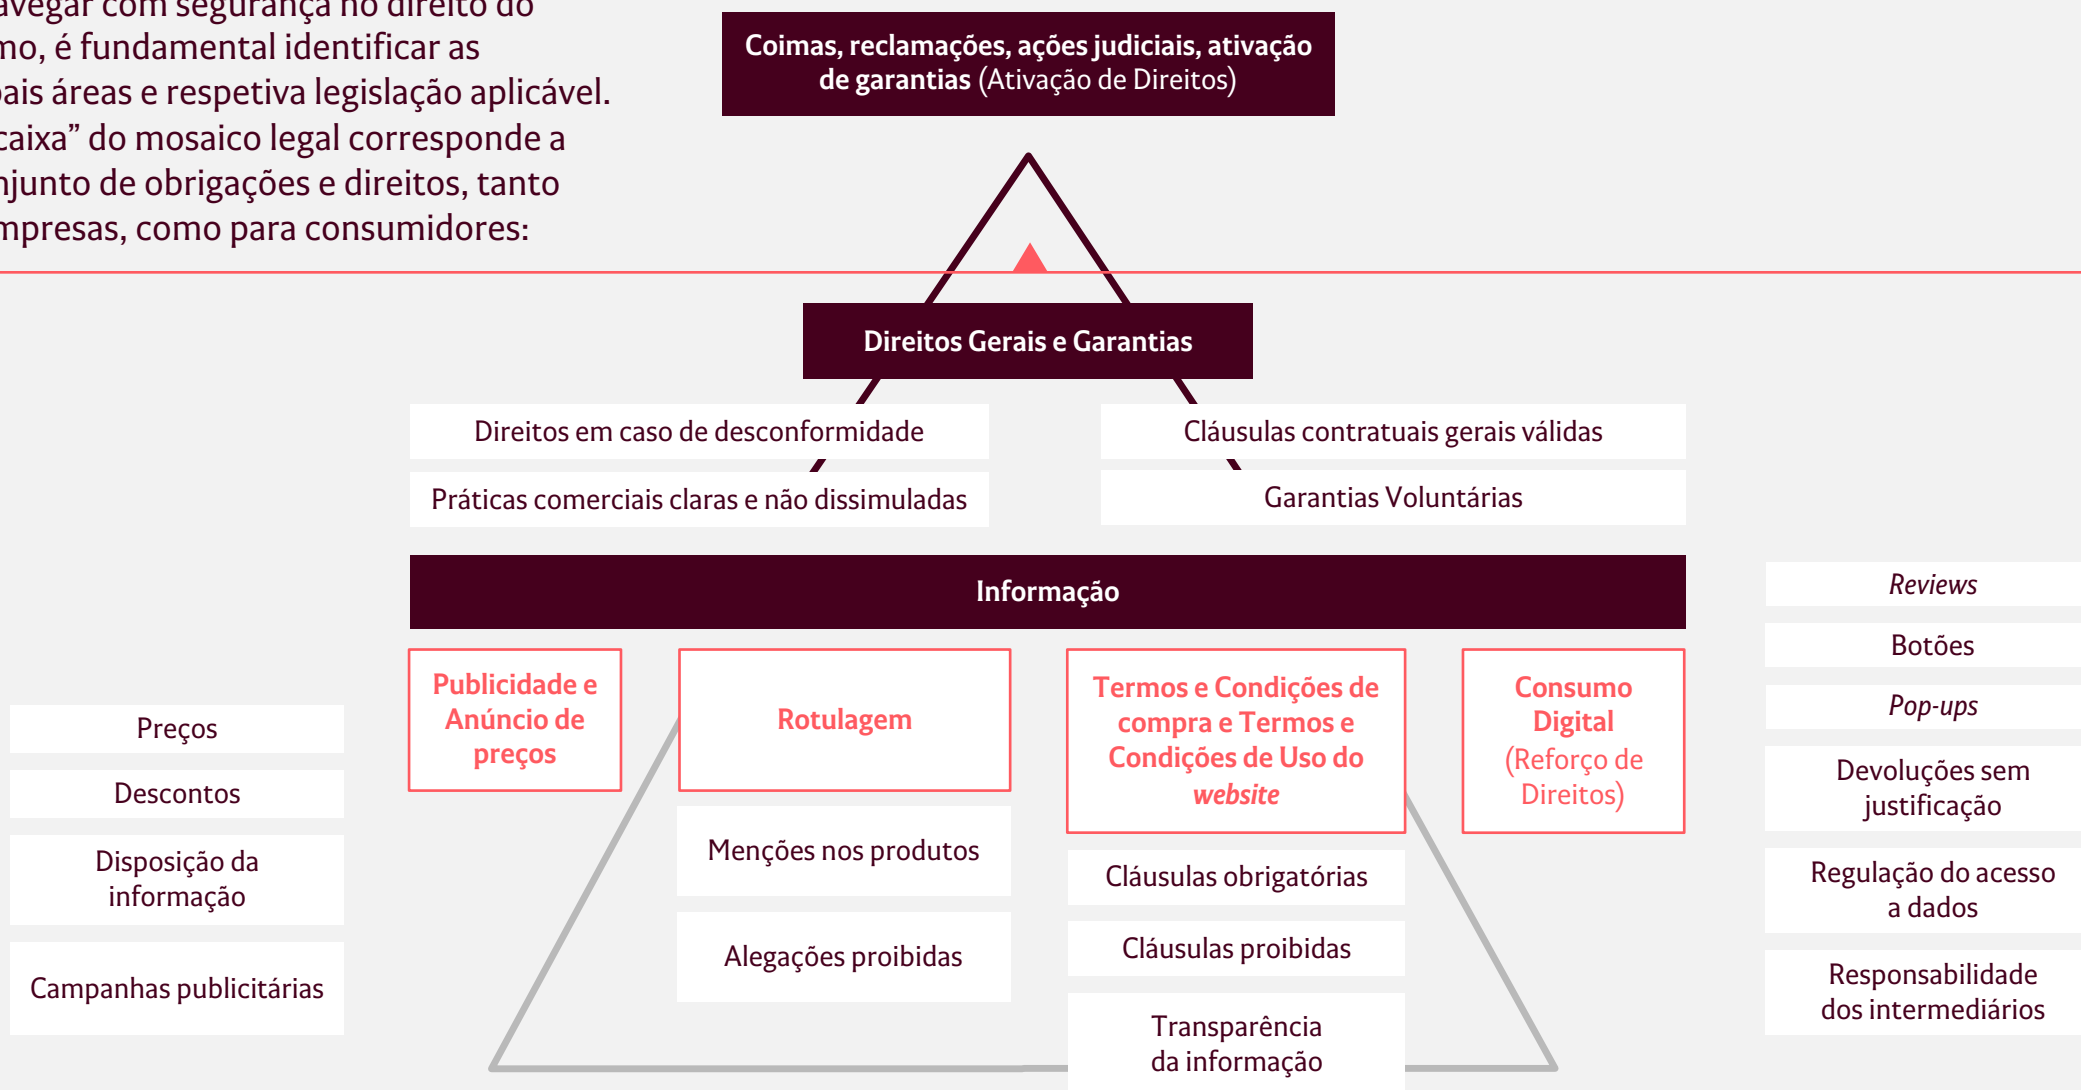 avegar com segurança no direito do
mo, é fundamental identificar as
pais áreas e respetiva legislação aplicável.
caixa” do mosaico legal corresponde a
njunto de obrigações e direitos, tanto
mpresas, como para consumidores:
Coimas, reclamações, ações judiciais, ativação
de garantias (Ativação de Direitos)
Direitos Gerais e Garantias
Direitos em caso de desconformidade
Cláusulas contratuais gerais válidas
Práticas comerciais claras e não dissimuladas
Garantias Voluntárias
Informação
Preços
Descontos
Disposição da
informação
Campanhas publicitárias
Publicidade e
Anúncio de
preços
Rotulagem
Menções nos produtos
Alegações proibidas
Termos e Condições de
compra e Termos e
Condições de Uso do
website
Cláusulas obrigatórias
Cláusulas proibidas
Transparência
da informação
Consumo
Digital
(Reforço de
Direitos)
Reviews
Botões
Pop-ups
Devoluções sem
justificação
Regulação do acesso
a dados
Responsabilidade
dos intermediários